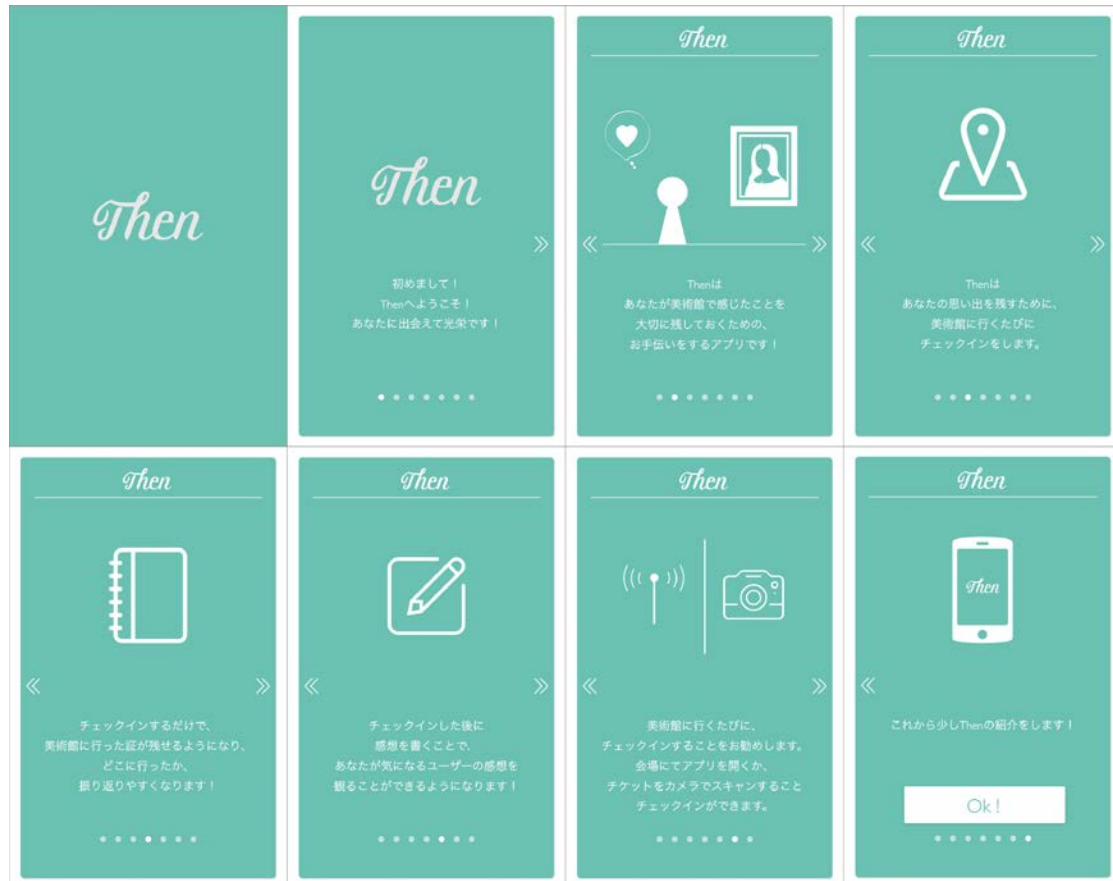 Then
Then
初めまして！
Thenへようこそ！
あなたに出会えて光栄です！
Then
Thenは
あなたが美術館で感じたことを
大切に残しておくための、
お手伝いをするアプリです！
Then
Thenは
あなたの思い出を残すために、
美術館に行くたびに
チェックインをします。
Then
チェックインするだけで、
美術館に行った証が残せるようになり、
どこに行ったか、
振り返りやすくなります！
Then
チェックインした後に
感想を書くことで、
あなたが気になるユーザーの感想を
観ることができるようになります！
Then
美術館に行くたびに、
チェックインすることをお勧めします。
会場にてアプリを開くか、
チケットをカメラでスキャンすること
チェックインができます。
Then
Then
これから少しThenの紹介をします！
Ok !